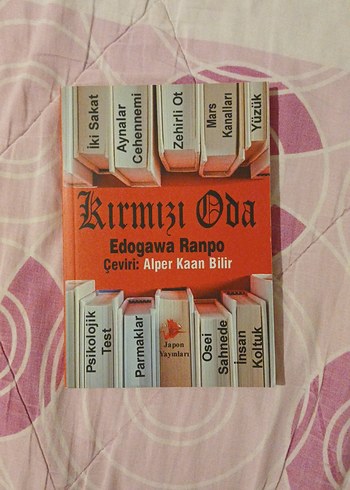 İki Sakat
Aynalar
Cehennemi
Zehirli Ot
Mars
Kanalları
Yüzük
Kırmızı Oda
Edogawa Ranpo
Çeviri: Alper Kaan Bilir
Psikolojik
Test
Parmaklar
Japon
Yayınları
Osei
Sahnede
İnsan
Koltuk